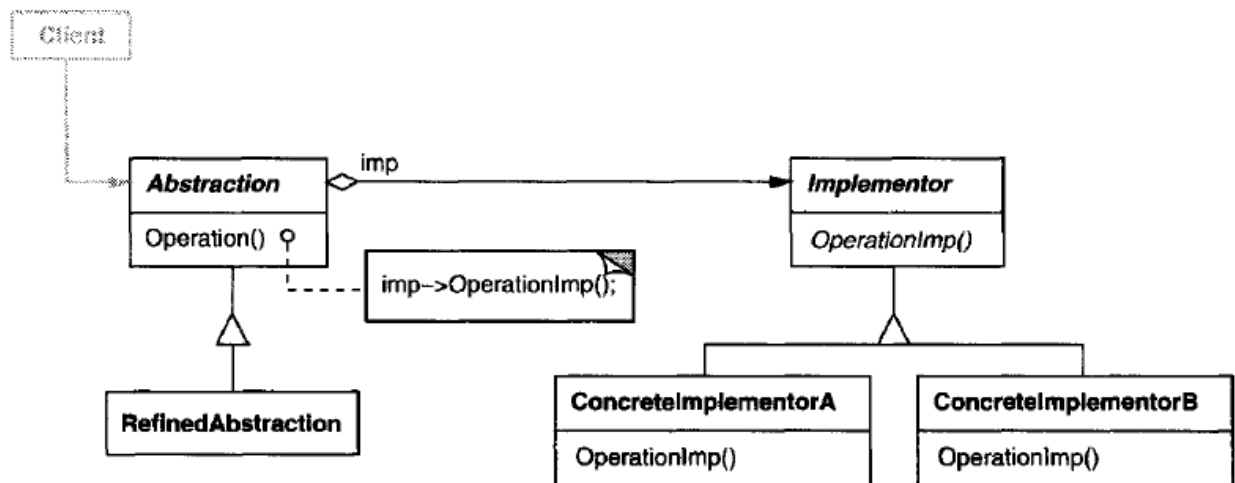 Client
imp
Abstraction
Implementor
Operation()
OperationImp()
imp->OperationImp();
RefinedAbstraction
ConcreteImplementorA
ConcreteImplementorB
OperationImp()
OperationImp()